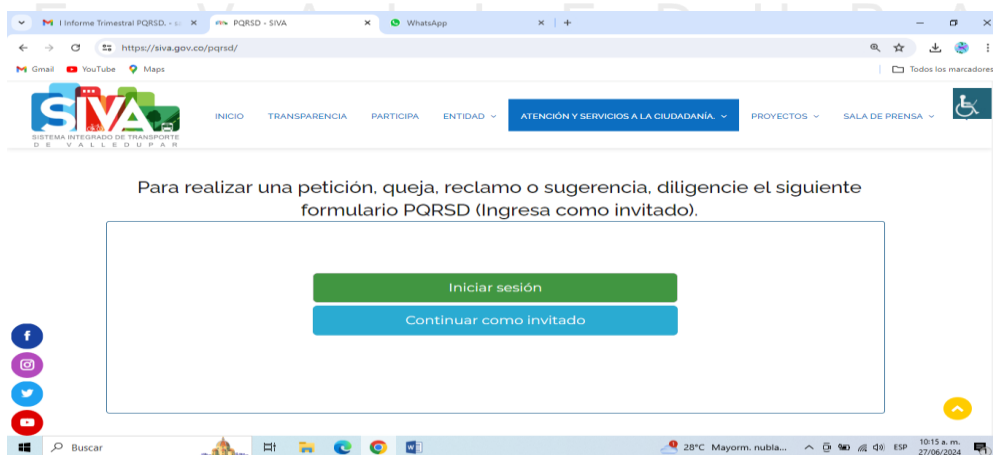 I Informe Trimestral PQRSD. - s
PQRSD - SIVA
WhatsApp
https://siva.gov.co/pqrsd/
Gmail YouTube Maps
Todos los marcadores
SIVA
SISTEMA INTEGRADO DE TRANSPORTE
DE VALLEDUPAR
INICIO TRANSPARENCIA PARTICIPA ENTIDAD ATENCIÓN Y SERVICIOS A LA CIUDADANÍA. PROYECTOS SALA DE PRENSA
Para realizar una petición, queja, reclamo o sugerencia, diligencie el siguiente
formulario PQRSD (Ingresa como invitado).
Iniciar sesión
Continuar como invitado
Buscar
28°C Mayorm. nubla...
ESP
10:15 a. m.
27/06/2024